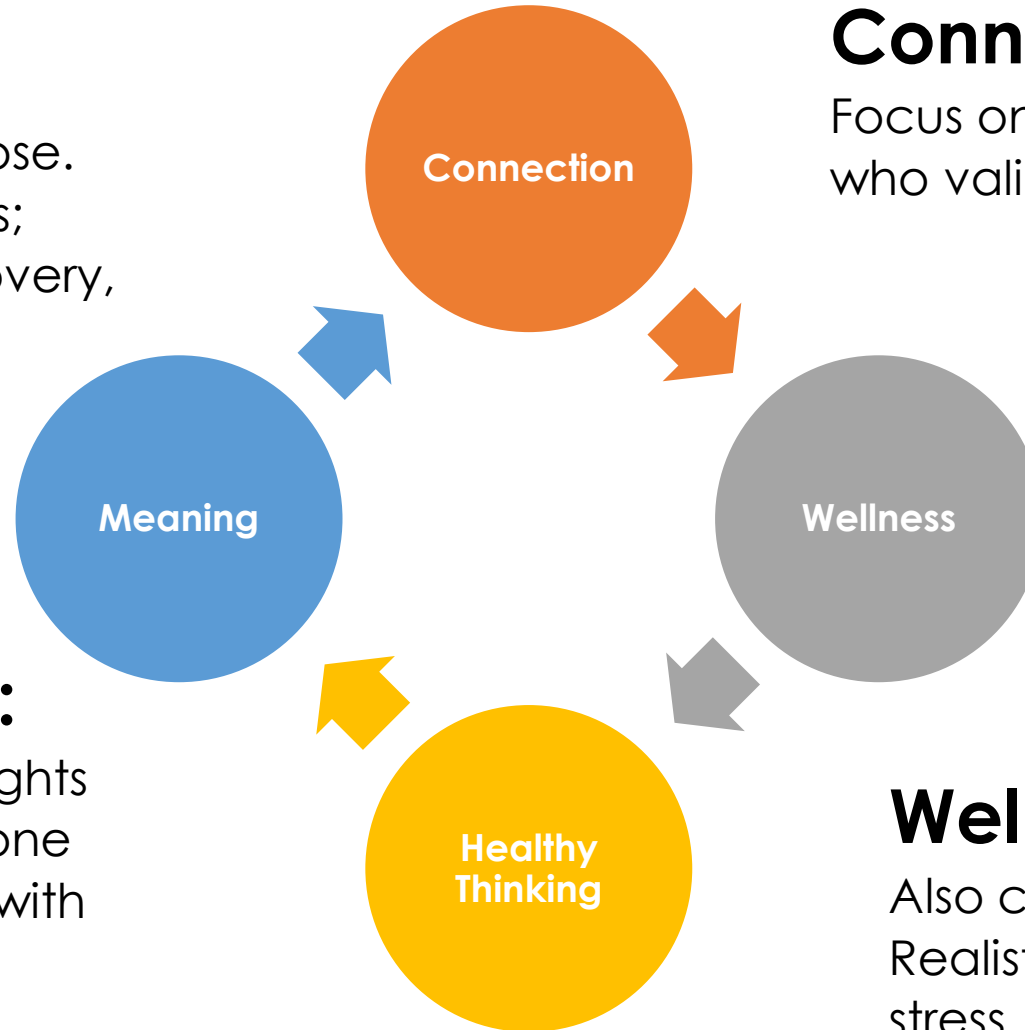 Conn
Focus or
who vali
ose.
s;
overy,
Connection
Meaning
Wellness
:
ghts
one
with
Healthy
Thinking
Wel
Also c
Realist
stress